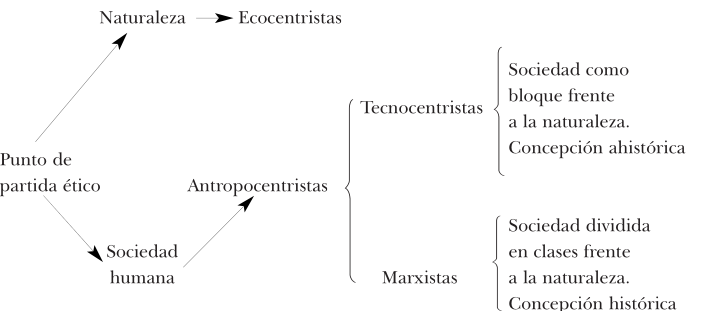 Naturaleza
Ecocentristas
Punto de
partida ético
Sociedad
humana
Antropocentristas
Tecnocentristas
Sociedad como
bloque frente
a la naturaleza.
Concepción ahistórica
Marxistas
Sociedad dividida
en clases frente
a la naturaleza.
Concepción histórica